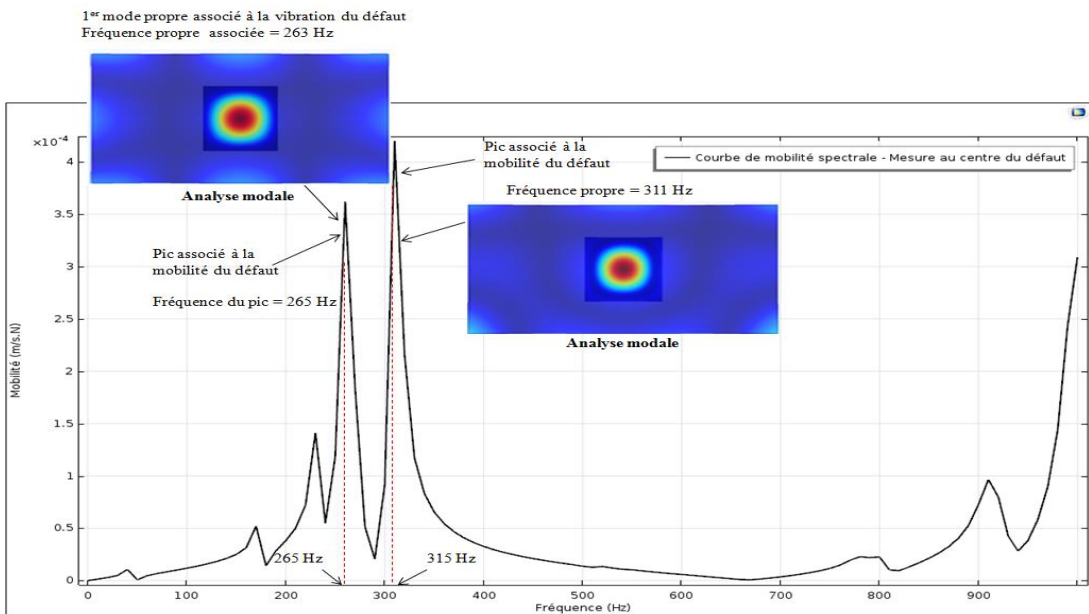 1er mode propre associé à la vibration du défaut
Fréquence propre associée = 263 Hz
Analyse modale
Pic associé à la
mobilité du défaut
Fréquence du pic = 265 Hz
Pic associé à la
mobilité du défaut
Fréquence propre = 311 Hz
Analyse modale
Courbe de mobilité spectrale - Mesure au centre du défaut
×10⁻⁴
4
3.5
3
2.5
2
1.5
1
0.5
0
Mobilité (m/s.N)
265 Hz
315 Hz
0 100 200 300 400 500 600 700 800 900
Fréquence (Hz)